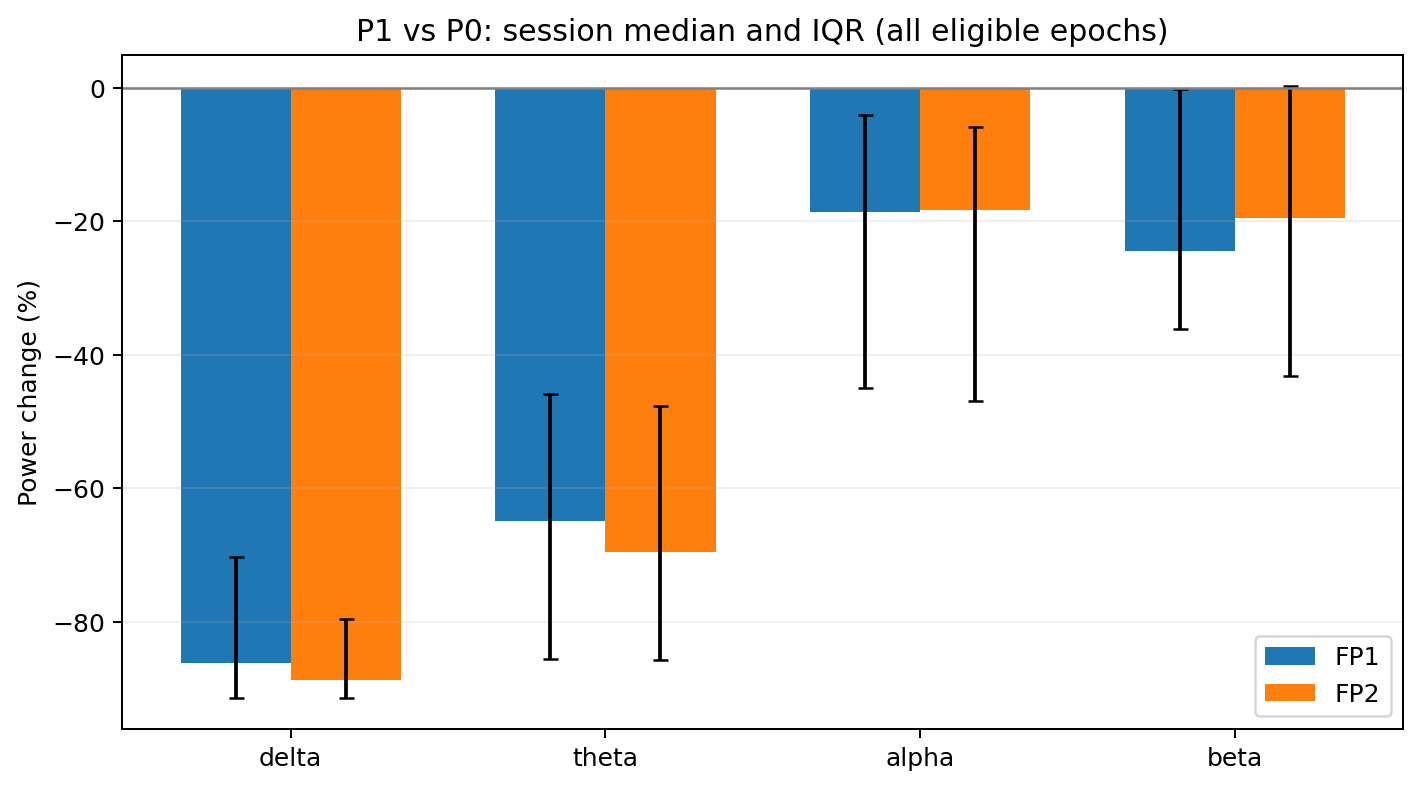 P1 vs P0: session median and IQR (all eligible epochs)
Power change (%)
0
−20
−40
−60
−80
delta
theta
alpha
beta
FP1
FP2